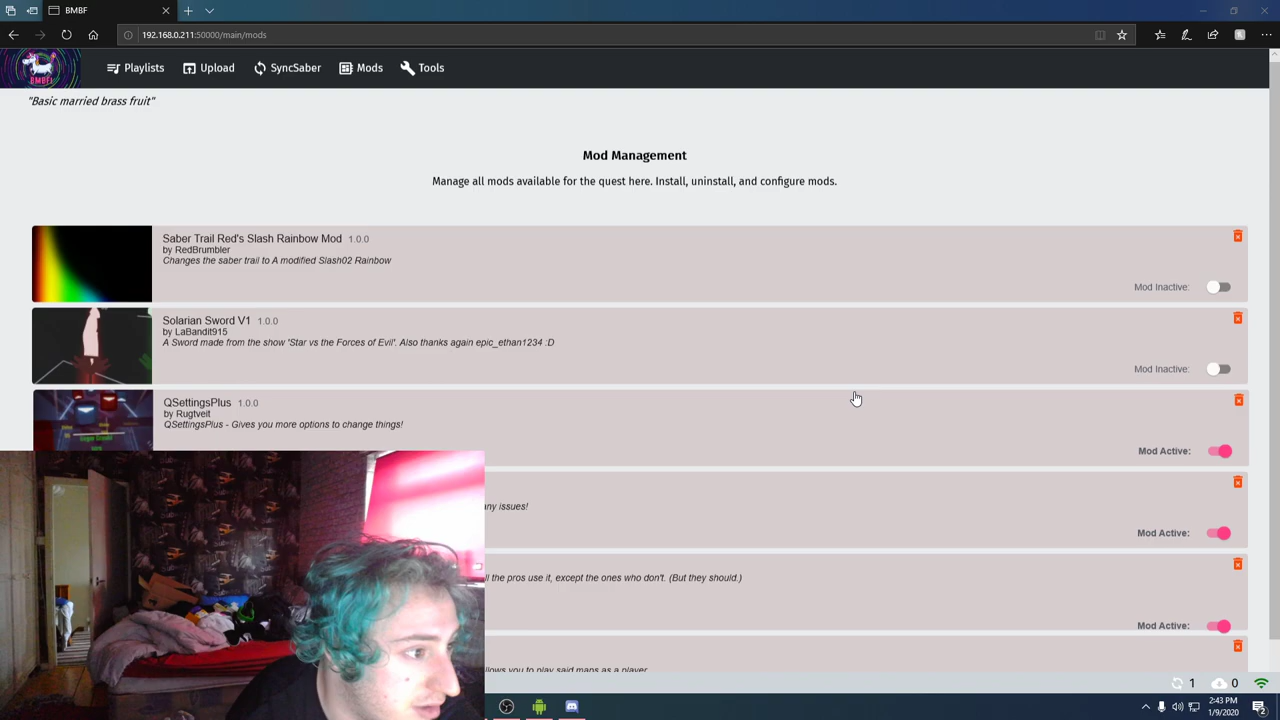 BMBF
192.168.0.211:50000/main/mods
BMBF
Playlists
Upload
SyncSaber
Mods
Tools
"Basic married brass fruit"
Mod Management
Manage all mods available for the quest here. Install, uninstall, and configure mods.
Saber Trail Red's Slash Rainbow Mod 1.0.0
by RedBrumbler
Changes the saber trail to A modified Slash02 Rainbow
Mod Inactive:
Solarian Sword V1 1.0.0
by LaBandit915
A Sword made from the show 'Star vs the Forces of Evil'. Also thanks again epic_ethan1234 :D
Mod Inactive:
QSettingsPlus 1.0.0
by Rugtveit
QSettingsPlus - Gives you more options to change things!
Mod Active:
any issues!
Mod Active:
ll the pros use it, except the ones who don't. (But they should.)
Mod Active:
llows you to play said maps as a player
1
0
2:43 PM
1/9/2020
2